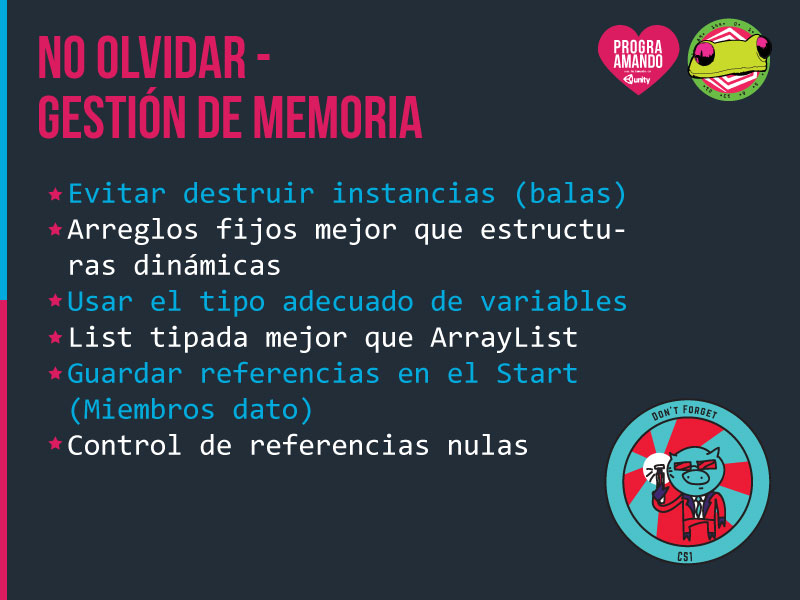 NO OLVIDAR -
GESTIÓN DE MEMORIA
PROGRA
AMANDO
unity
Evitar destruir instancias (balas)
Arreglos fijos mejor que estructu-
ras dinámicas
Usar el tipo adecuado de variables
List tipada mejor que ArrayList
Guardar referencias en el Start
(Miembros dato)
Control de referencias nulas
DON'T FORGET
CS1